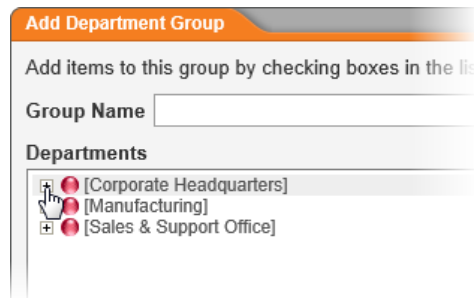 Add Department Group
Add items to this group by checking boxes in the
Group Name
Departments
[Corporate Headquarters]
[Manufacturing]
[Sales & Support Office]